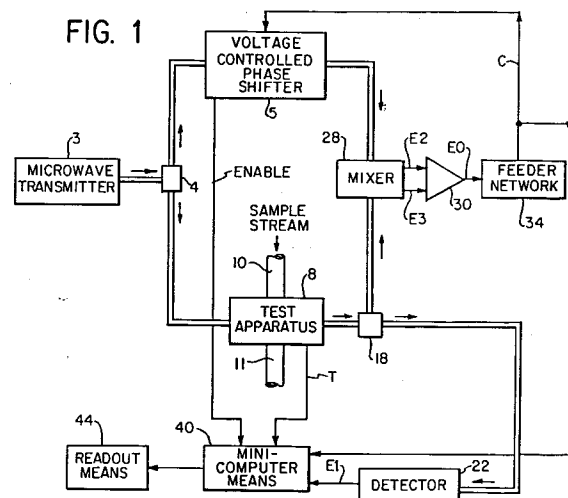 FIG. 1
VOLTAGE
CONTROLLED
PHASE
SHIFTER
5
C
3
MICROWAVE
TRANSMITTER
4
ENABLE
28
MIXER
E2
E3
30
EO
FEEDER
NETWORK
34
SAMPLE
STREAM
10
8
TEST
APPARATUS
18
11
T
44
READOUT
MEANS
40
MINI-
COMPUTER
MEANS
E1
22
DETECTOR